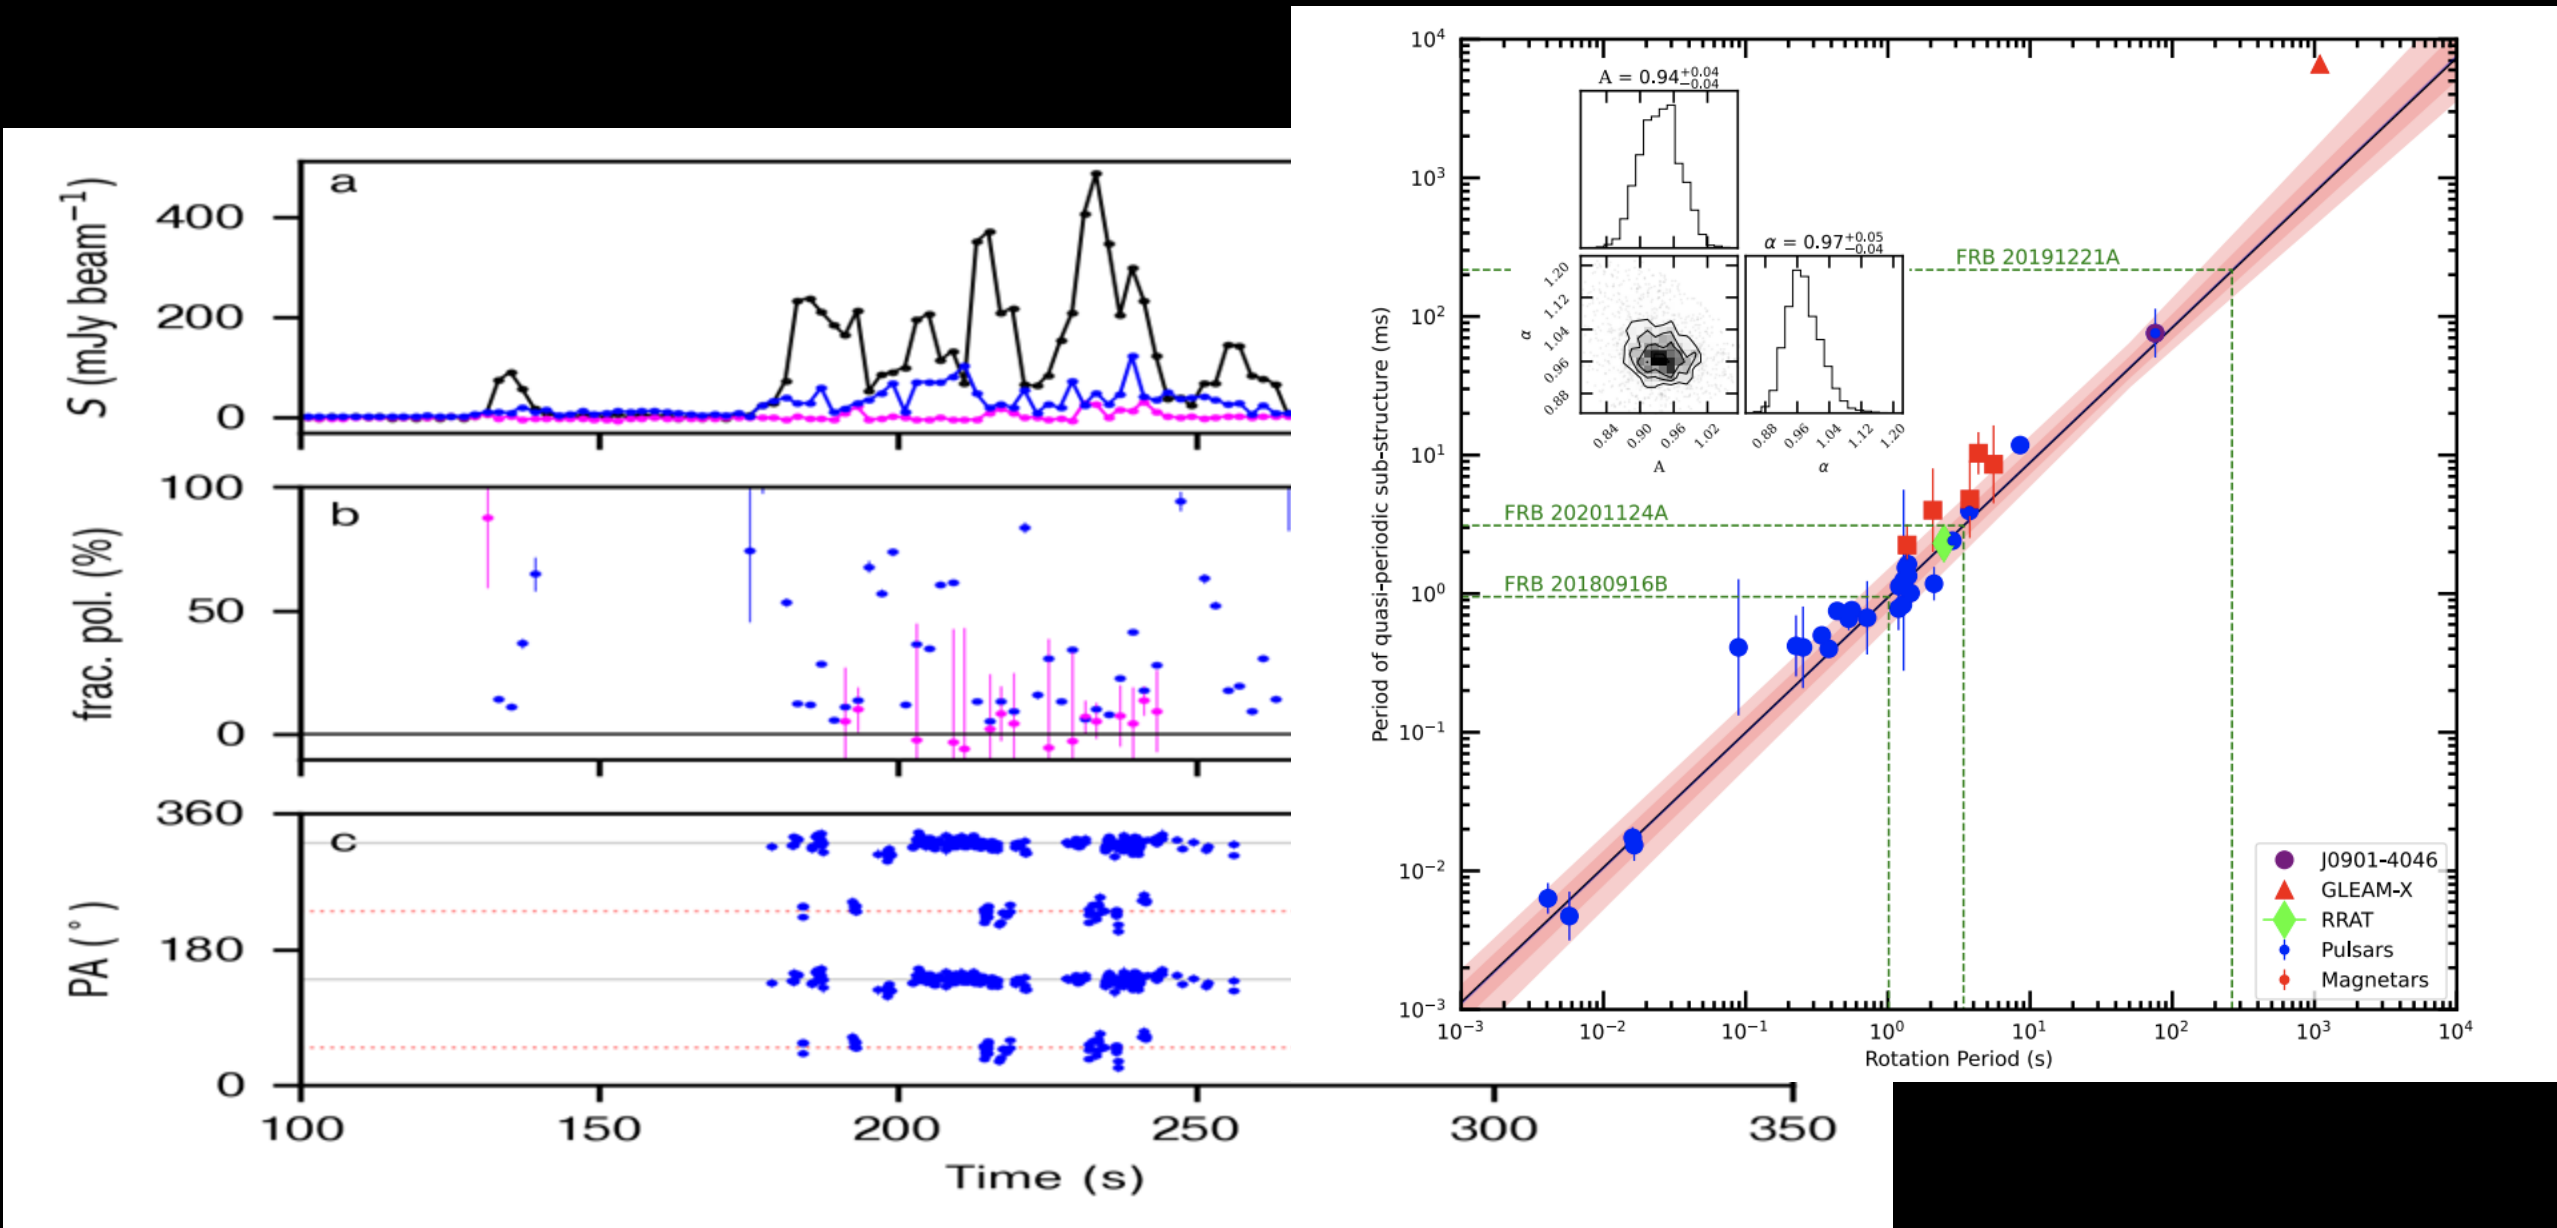 a
S (mJy beam⁻¹)
400
200
0
b
frac. pol. (%)
100
50
0
c
PA (°)
360
180
0
100 150 200 250 300 350
Time (s)
Period of quasi-periodic sub-structure (ms)
10⁴
10³
10²
10¹
10⁰
10⁻¹
10⁻²
10⁻³
A = 0.94+0.04−0.04
α = 0.97+0.05−0.04
α
1.20
1.12
1.04
0.96
0.88
0.84 0.90 0.96 1.02
A
0.88 0.96 1.04 1.12 1.20
α
FRB 20191221A
FRB 20201124A
FRB 20180916B
J0901-4046
GLEAM-X
RRAT
Pulsars
Magnetars
10⁻³ 10⁻² 10⁻¹ 10⁰ 10¹ 10² 10³ 10⁴
Rotation Period (s)